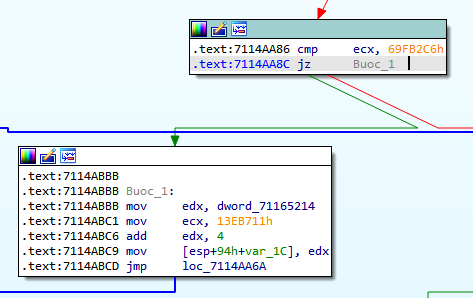 .text:7114AA86 cmp ecx, 69FB2C6h
.text:7114AA8C jz Buoc_1
.text:7114ABBB
.text:7114ABBB Buoc_1:
.text:7114ABBB mov edx, dword_71165214
.text:7114ABC1 mov ecx, 13EB711h
.text:7114ABC6 add edx, 4
.text:7114ABC9 mov [esp+94h+var_1C], edx
.text:7114ABCD jmp loc_7114AA6A